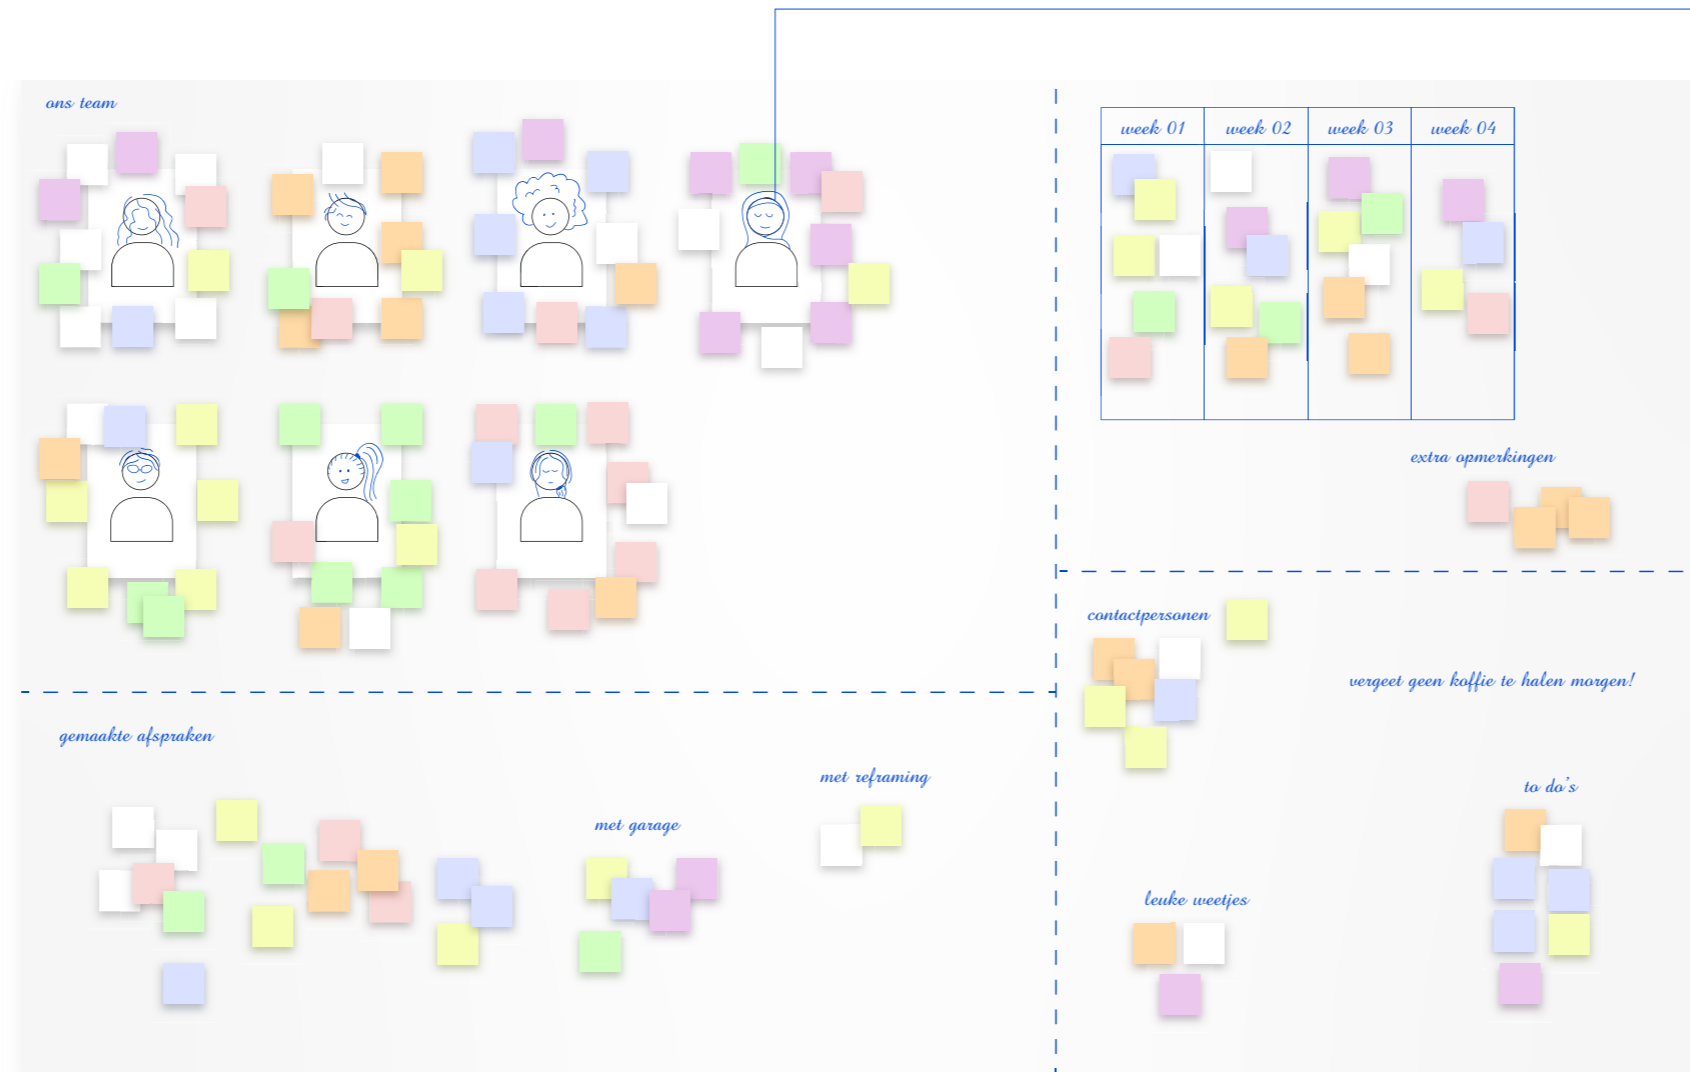 ons team
week 01
week 02
week 03
week 04
extra opmerkingen
contactpersonen
vergeet geen koffie te halen morgen!
gemaakte afspraken
met reframing
met garage
to do's
leuke weetjes